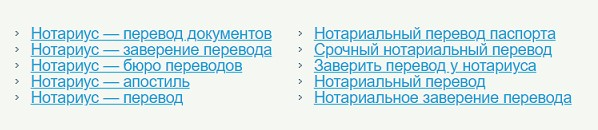 Нотариус — перевод документов
Нотариус — заверение перевода
Нотариус — бюро переводов
Нотариус — апостиль
Нотариус — перевод
Нотариальный перевод паспорта
Срочный нотариальный перевод
Заверить перевод у нотариуса
Нотариальный перевод
Нотариальное заверение перевода